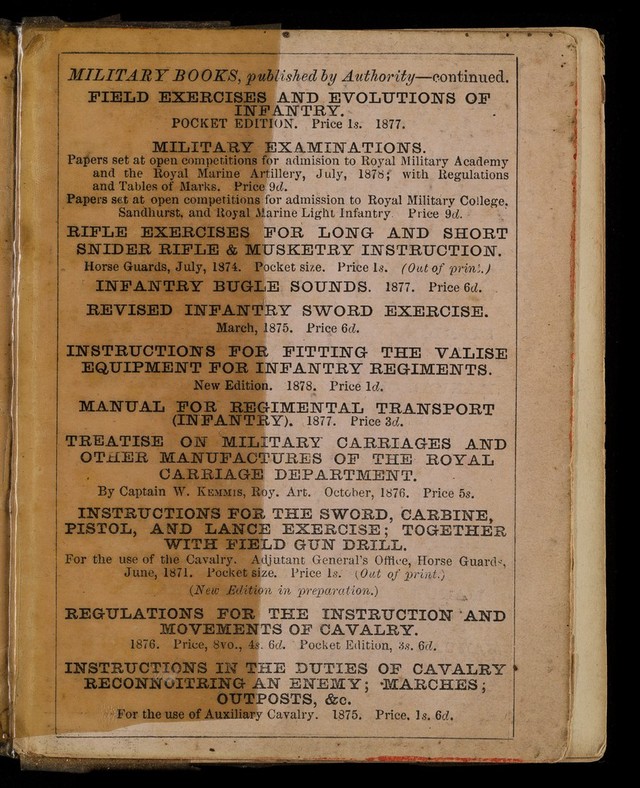 MILITARY BOOKS, published by Authority—continued.
FIELD EXERCISES AND EVOLUTIONS OF
INFANTRY.
POCKET EDITION. Price 1s. 1877.
MILITARY EXAMINATIONS.
Papers set at open competitions for admision to Royal Military Academy
and the Royal Marine Artillery, July, 1878; with Regulations
and Tables of Marks. Price 9d.
Papers set at open competitions for admission to Royal Military College,
Sandhurst, and Royal Marine Light Infantry Price 9d.
RIFLE EXERCISES FOR LONG AND SHORT
SNIDER RIFLE & MUSKETRY INSTRUCTION.
Horse Guards, July, 1874. Pocket size. Price 1s. (Out of print.)
INFANTRY BUGLE SOUNDS. 1877. Price 6d.
REVISED INFANTRY SWORD EXERCISE.
March, 1875. Price 6d.
INSTRUCTIONS FOR FITTING THE VALISE
EQUIPMENT FOR INFANTRY REGIMENTS.
New Edition. 1878. Price 1d.
MANUAL FOR REGIMENTAL TRANSPORT
(INFANTRY). 1877. Price 3d.
TREATISE ON MILITARY CARRIAGES AND
OTHER MANUFACTURES OF THE ROYAL
CARRIAGE DEPARTMENT.
By Captain W. KEMMIS, Roy. Art. October, 1876. Price 5s.
INSTRUCTIONS FOR THE SWORD, CARBINE,
PISTOL, AND LANCE EXERCISE; TOGETHER
WITH FIELD GUN DRILL.
For the use of the Cavalry. Adjutant General's Office, Horse Guards,
June, 1871. Pocket size. Price 1s. (Out of print.)
(New Edition in preparation.)
REGULATIONS FOR THE INSTRUCTION AND
MOVEMENTS OF CAVALRY.
1876. Price, 8vo., 4s. 6d. Pocket Edition, 3s. 6d.
INSTRUCTIONS IN THE DUTIES OF CAVALRY
RECONNOITRING AN ENEMY; MARCHES;
OUTPOSTS, &c.
For the use of Auxiliary Cavalry. 1875. Price, 1s. 6d.